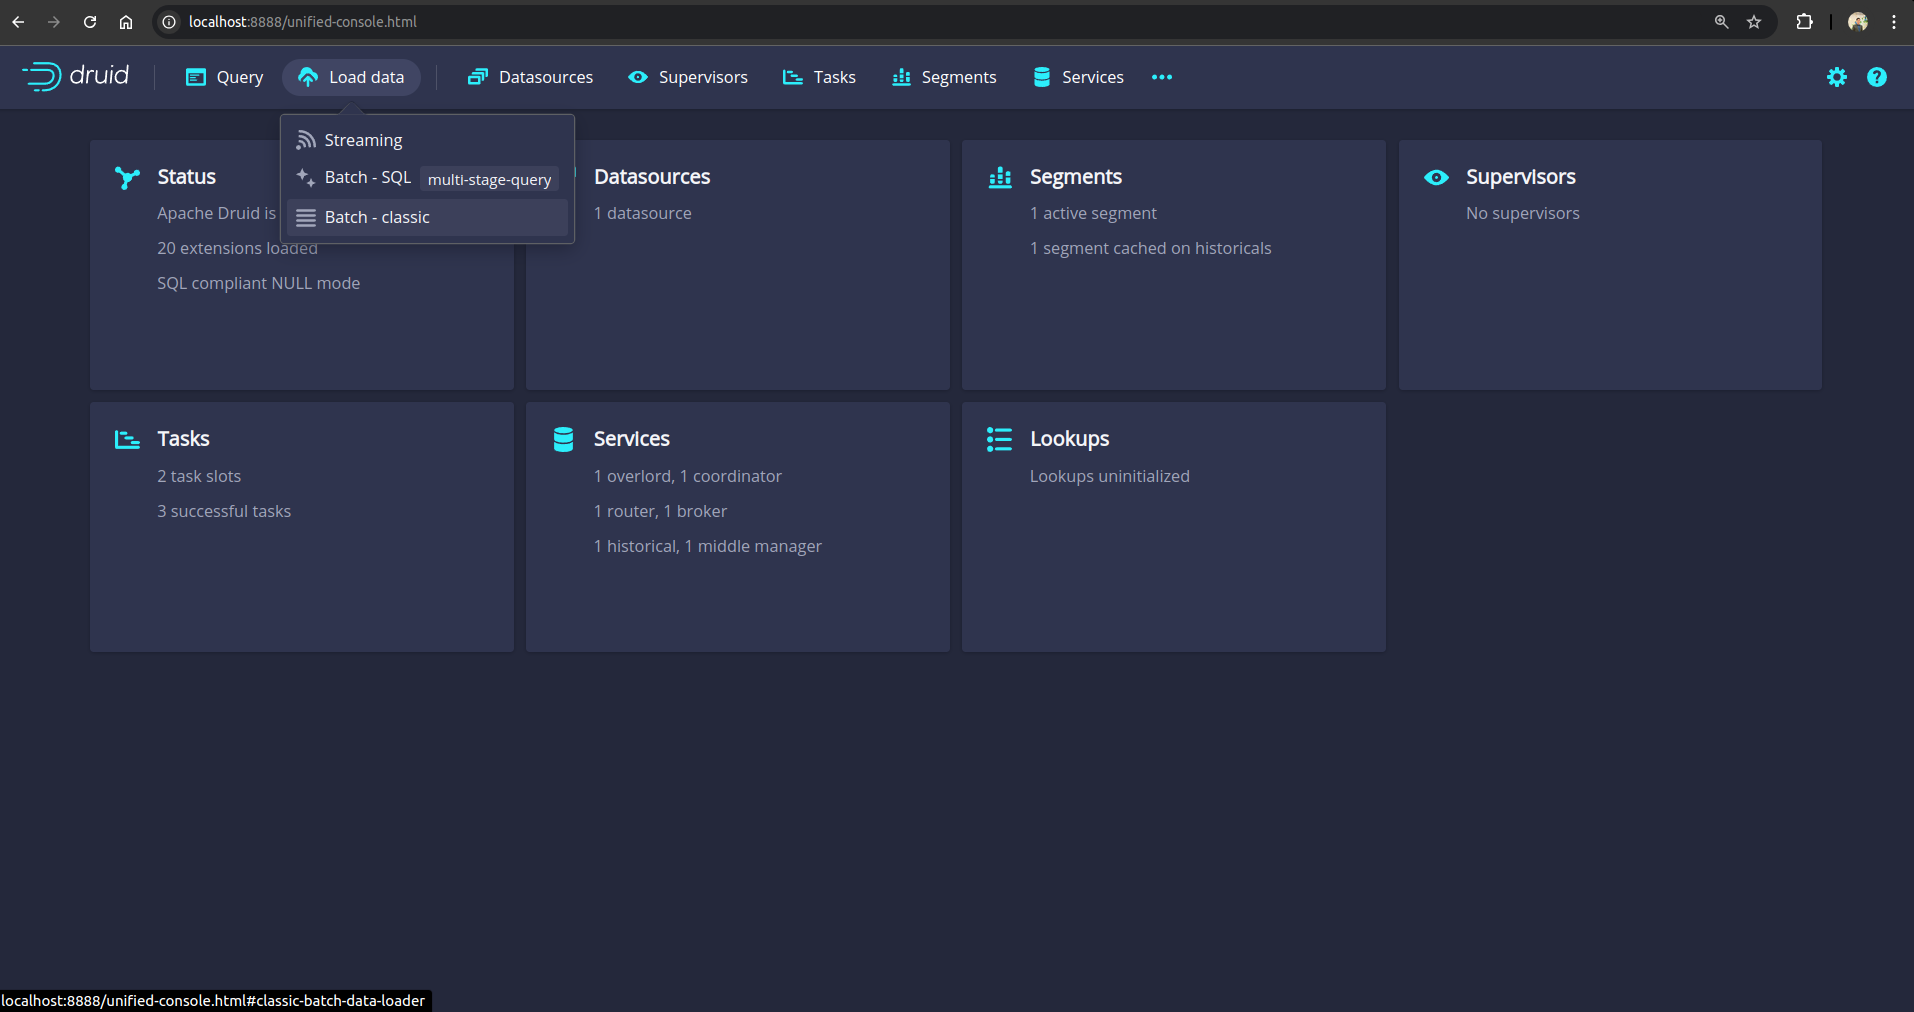 localhost:8888/unified-console.html
druid
Query
Load data
Datasources
Supervisors
Tasks
Segments
Services
Streaming
Batch - SQL multi-stage-query
Batch - classic
Status
Apache Druid is
20 extensions loaded
SQL compliant NULL mode
Datasources
1 datasource
Segments
1 active segment
1 segment cached on historicals
Supervisors
No supervisors
Tasks
2 task slots
3 successful tasks
Services
1 overlord, 1 coordinator
1 router, 1 broker
1 historical, 1 middle manager
Lookups
Lookups uninitialized
localhost:8888/unified-console.html#classic-batch-data-loader